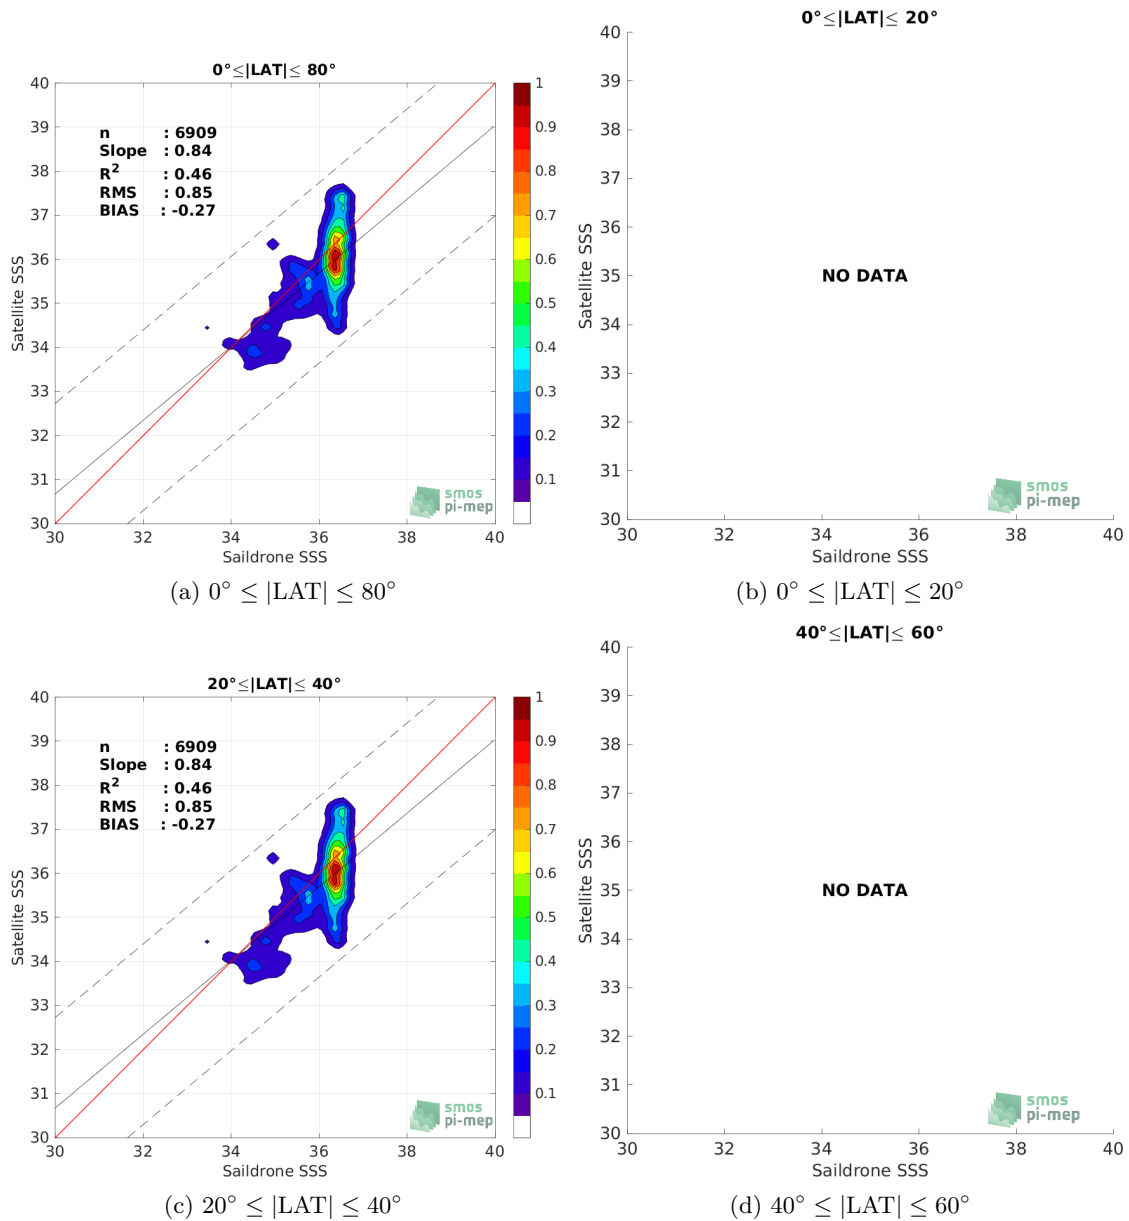 0°≤|LAT|≤ 80°
40
39
38
37
36
35
34
33
32
31
30
30 32 34 36 38 40
Satellite SSS
Saildrone SSS
n : 6909
Slope : 0.84
R² : 0.46
RMS : 0.85
BIAS : -0.27
1
0.9
0.8
0.7
0.6
0.5
0.4
0.3
0.2
0.1
smos
pi-mep
(a) 0° ≤ |LAT| ≤ 80°
0°≤|LAT|≤ 20°
40
39
38
37
36
35
34
33
32
31
30
30 32 34 36 38 40
Satellite SSS
Saildrone SSS
NO DATA
smos
pi-mep
(b) 0° ≤ |LAT| ≤ 20°
20°≤|LAT|≤ 40°
40
39
38
37
36
35
34
33
32
31
30
30 32 34 36 38 40
Satellite SSS
Saildrone SSS
n : 6909
Slope : 0.84
R² : 0.46
RMS : 0.85
BIAS : -0.27
1
0.9
0.8
0.7
0.6
0.5
0.4
0.3
0.2
0.1
smos
pi-mep
(c) 20° ≤ |LAT| ≤ 40°
40°≤|LAT|≤ 60°
40
39
38
37
36
35
34
33
32
31
30
30 32 34 36 38 40
Satellite SSS
Saildrone SSS
NO DATA
smos
pi-mep
(d) 40° ≤ |LAT| ≤ 60°